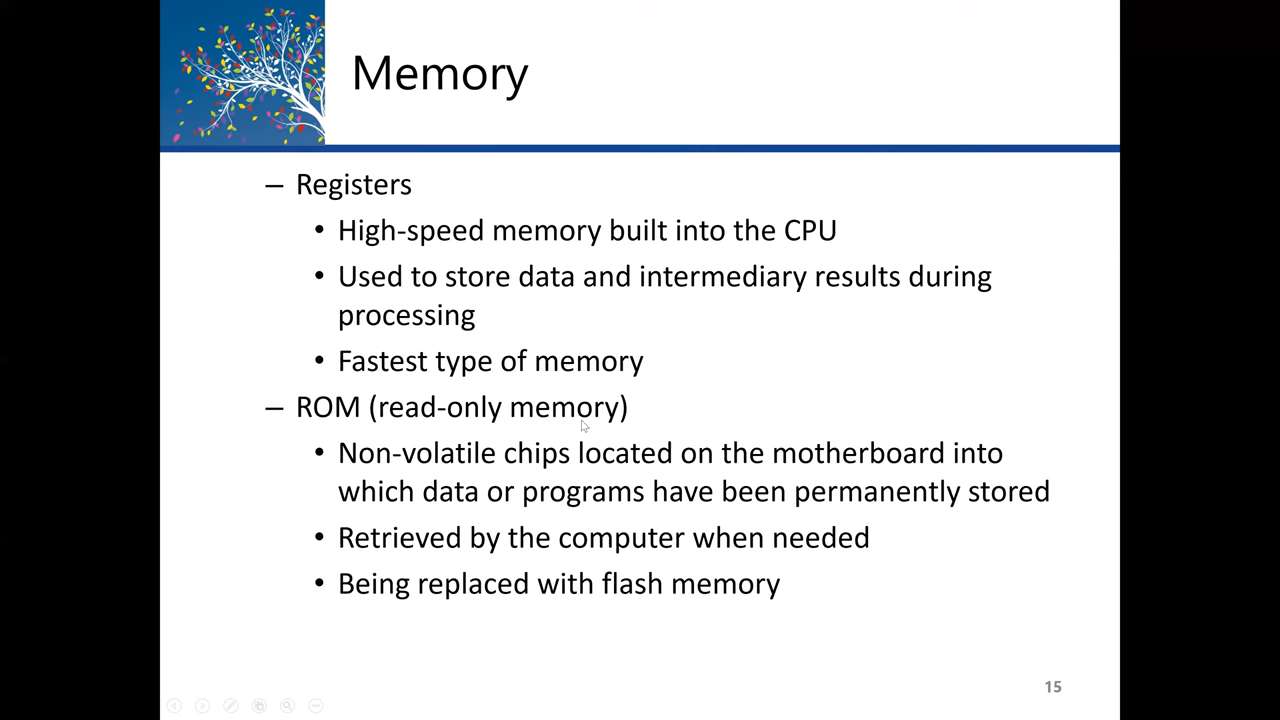 Memory
– Registers
• High-speed memory built into the CPU
• Used to store data and intermediary results during
processing
• Fastest type of memory
– ROM (read-only memory)
• Non-volatile chips located on the motherboard into
which data or programs have been permanently stored
• Retrieved by the computer when needed
• Being replaced with flash memory
15